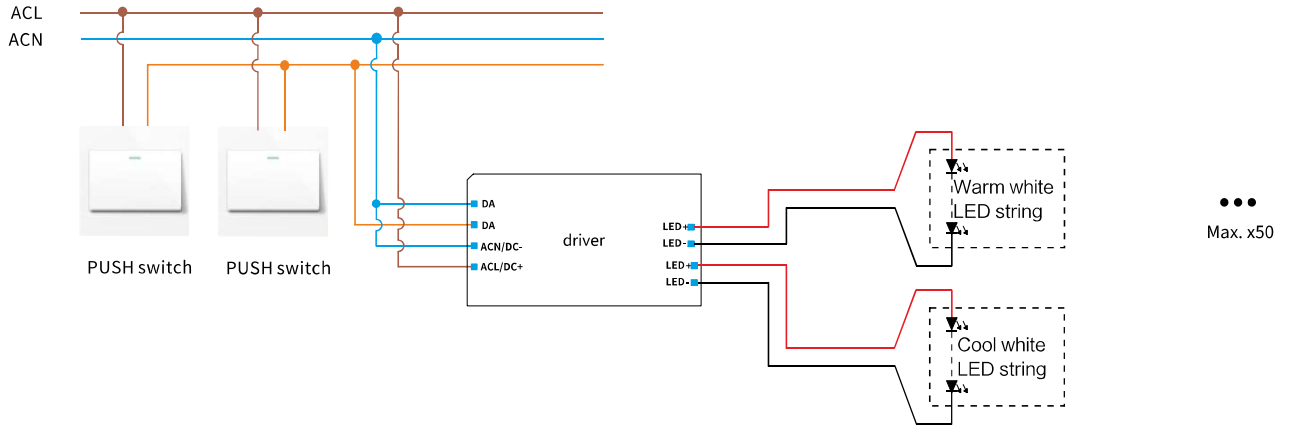 ACL
ACN
PUSH switch
PUSH switch
DA
DA
ACN/DC-
ACL/DC+
driver
LED+
LED-
LED+
LED-
Warm white
LED string
Cool white
LED string
•••
Max. x50